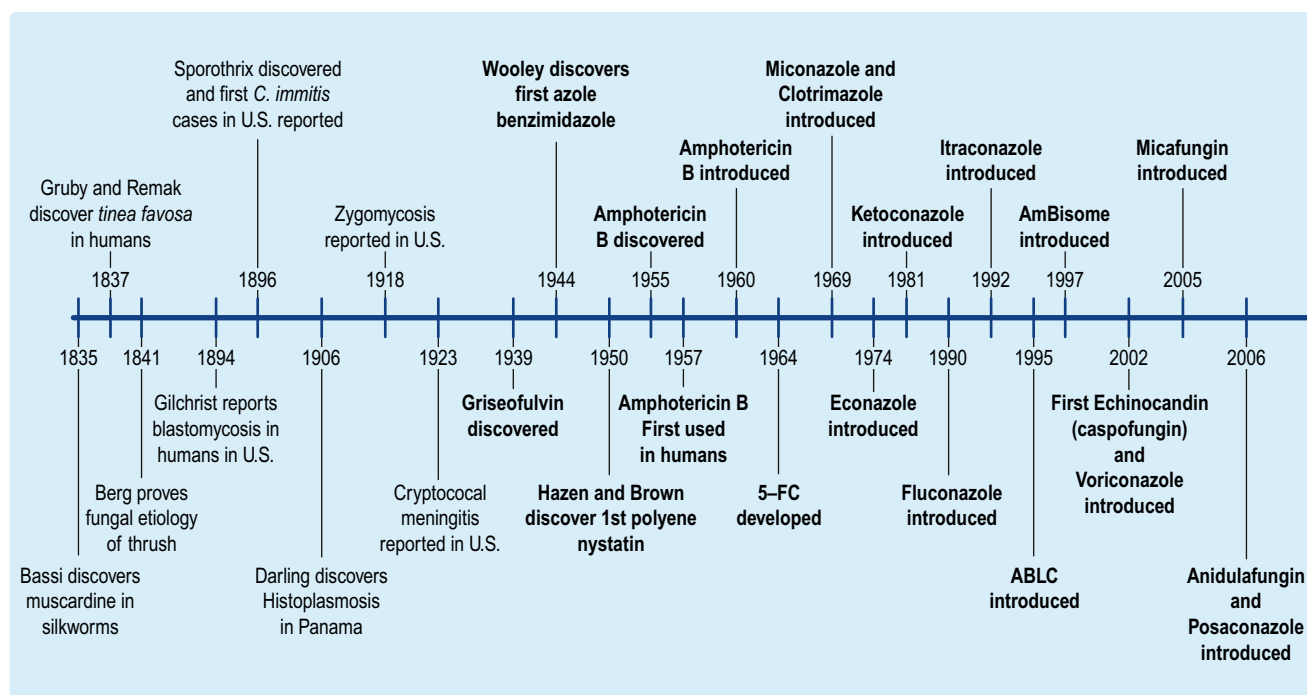 Sporothrix discovered
and first C. immitis
cases in U.S. reported
Wooley discovers
first azole
benzimidazole
Miconazole and
Clotrimazole
introduced
Amphotericin
B introduced
Itraconazole
introduced
Micafungin
introduced
Gruby and Remak
discover tinea favosa
in humans
Zygomycosis
reported in U.S.
Amphotericin
B discovered
Ketoconazole
introduced
AmBisome
introduced
1837
1896
1918
1944
1955
1960
1969
1981
1992
1997
2005
1835
1841
1894
1906
1923
1939
1950
1957
1964
1974
1990
1995
2002
2006
Gilchrist reports
blastomycosis in
humans in U.S.
Griseofulvin
discovered
Amphotericin B
First used
in humans
Econazole
introduced
First Echinocandin
(caspofungin)
and
Voriconazole
introduced
Berg proves
fungal etiology
of thrush
Cryptococal
meningitis
reported in U.S.
Hazen and Brown
discover 1st polyene
nystatin
5–FC
developed
Fluconazole
introduced
Bassi discovers
muscardine in
silkworms
Darling discovers
Histoplasmosis
in Panama
ABLC
introduced
Anidulafungin
and
Posaconazole
introduced